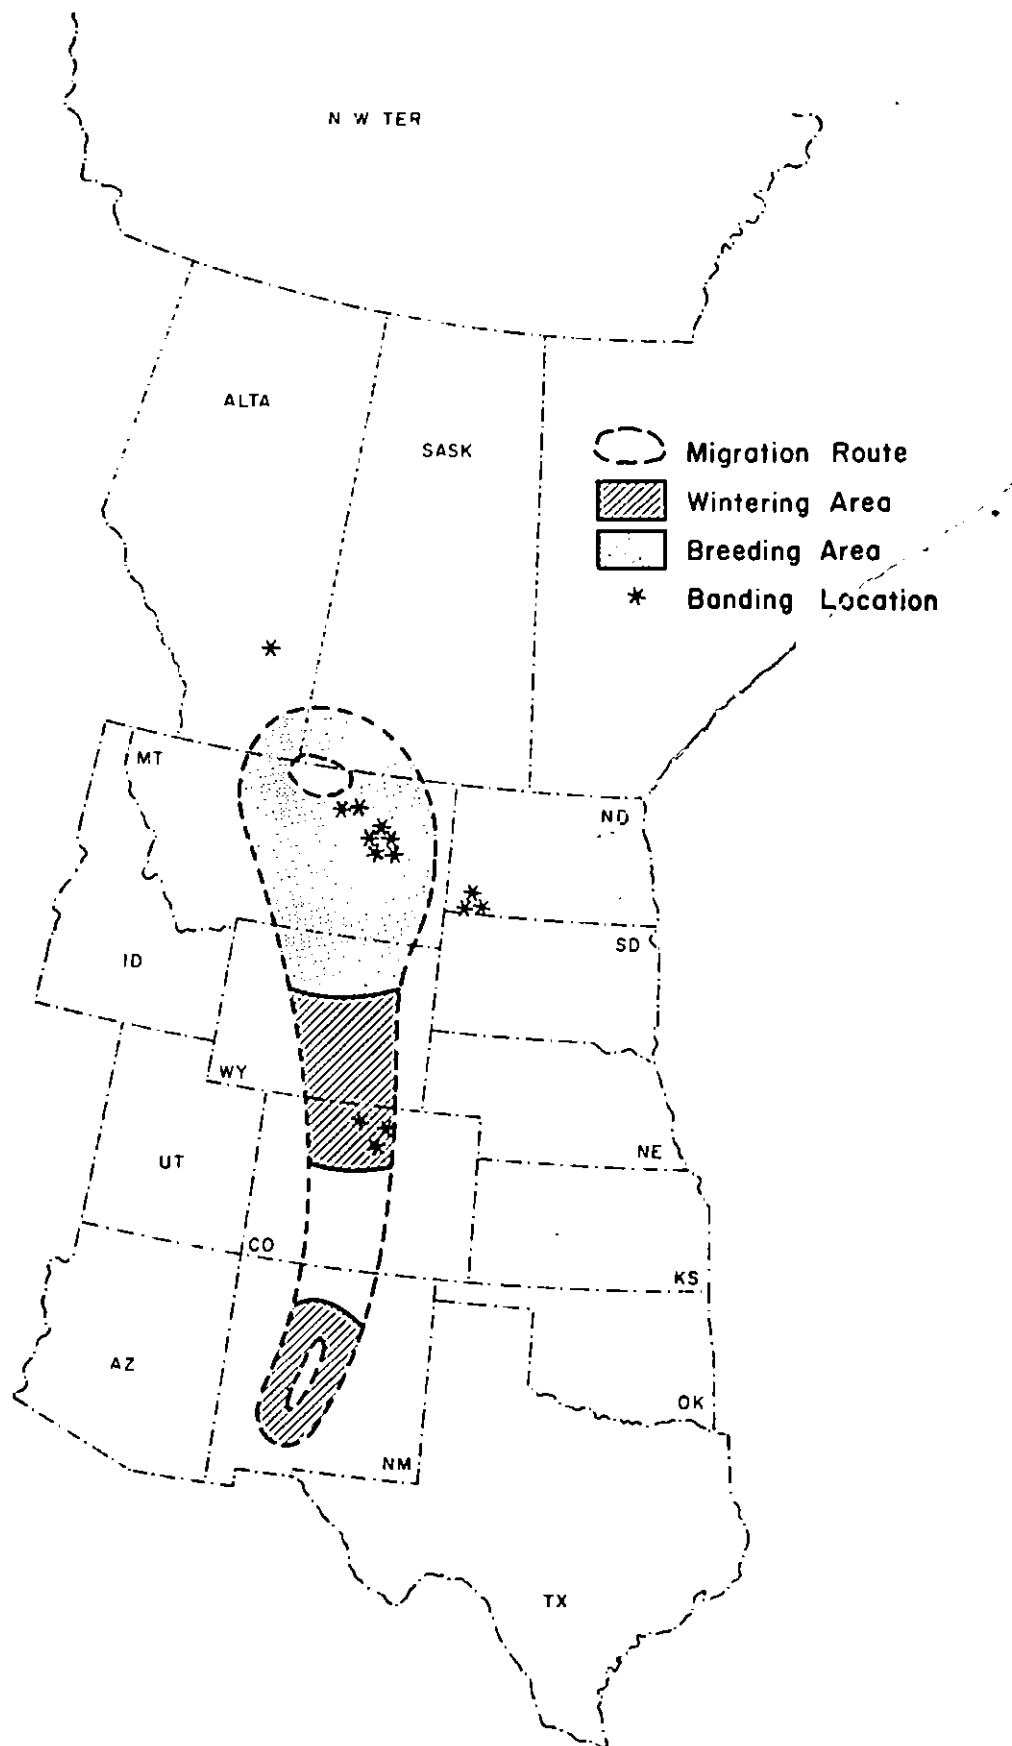 N W TER
ALTA
SASK
Migration Route
Wintering Area
Breeding Area
Banding Location
MT
ND
SD
ID
WY
NE
UT
CO
KS
AZ
OK
NM
TX